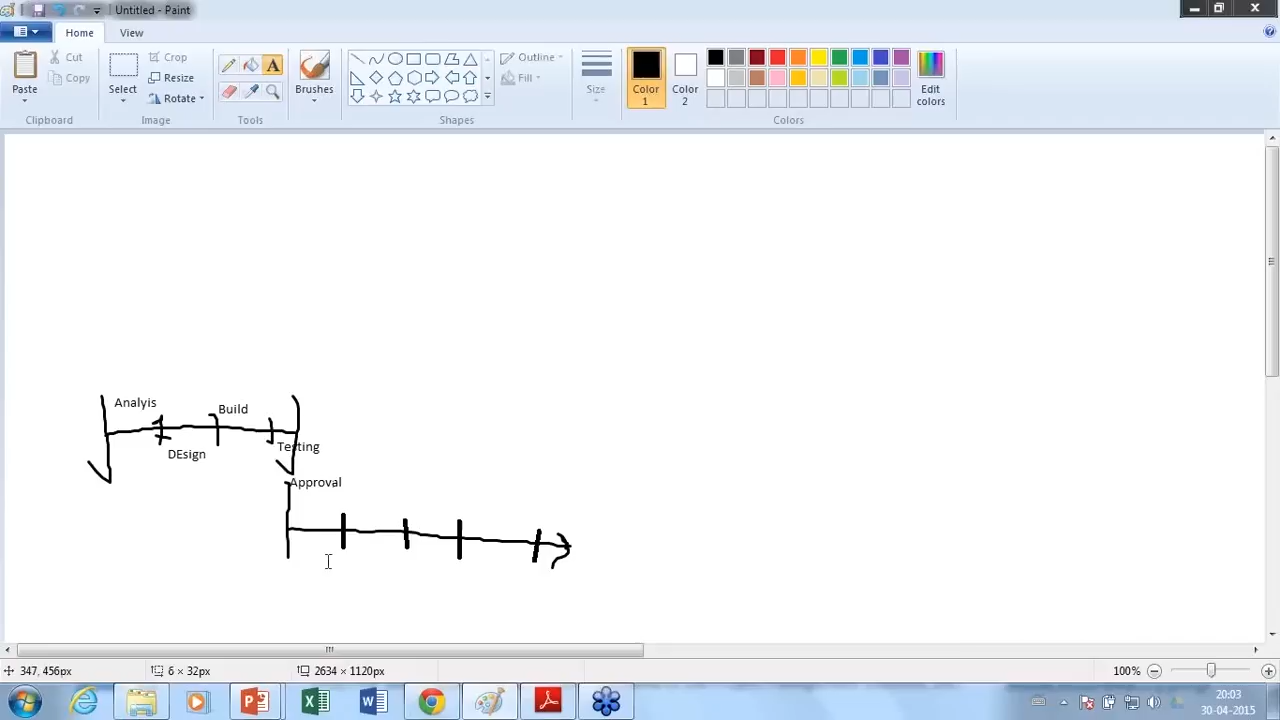 Untitled - Paint
Home
View
Paste
Cut
Copy
Clipboard
Select
Crop
Resize
Rotate
Image
Tools
Brushes
Shapes
Outline
Fill
Size
Color 1
Color 2
Edit colors
Colors
Analyis
Build
DEsign
Testing
Approval
347, 456px
6 × 32px
2634 × 1120px
100%
20:03
30-04-2015